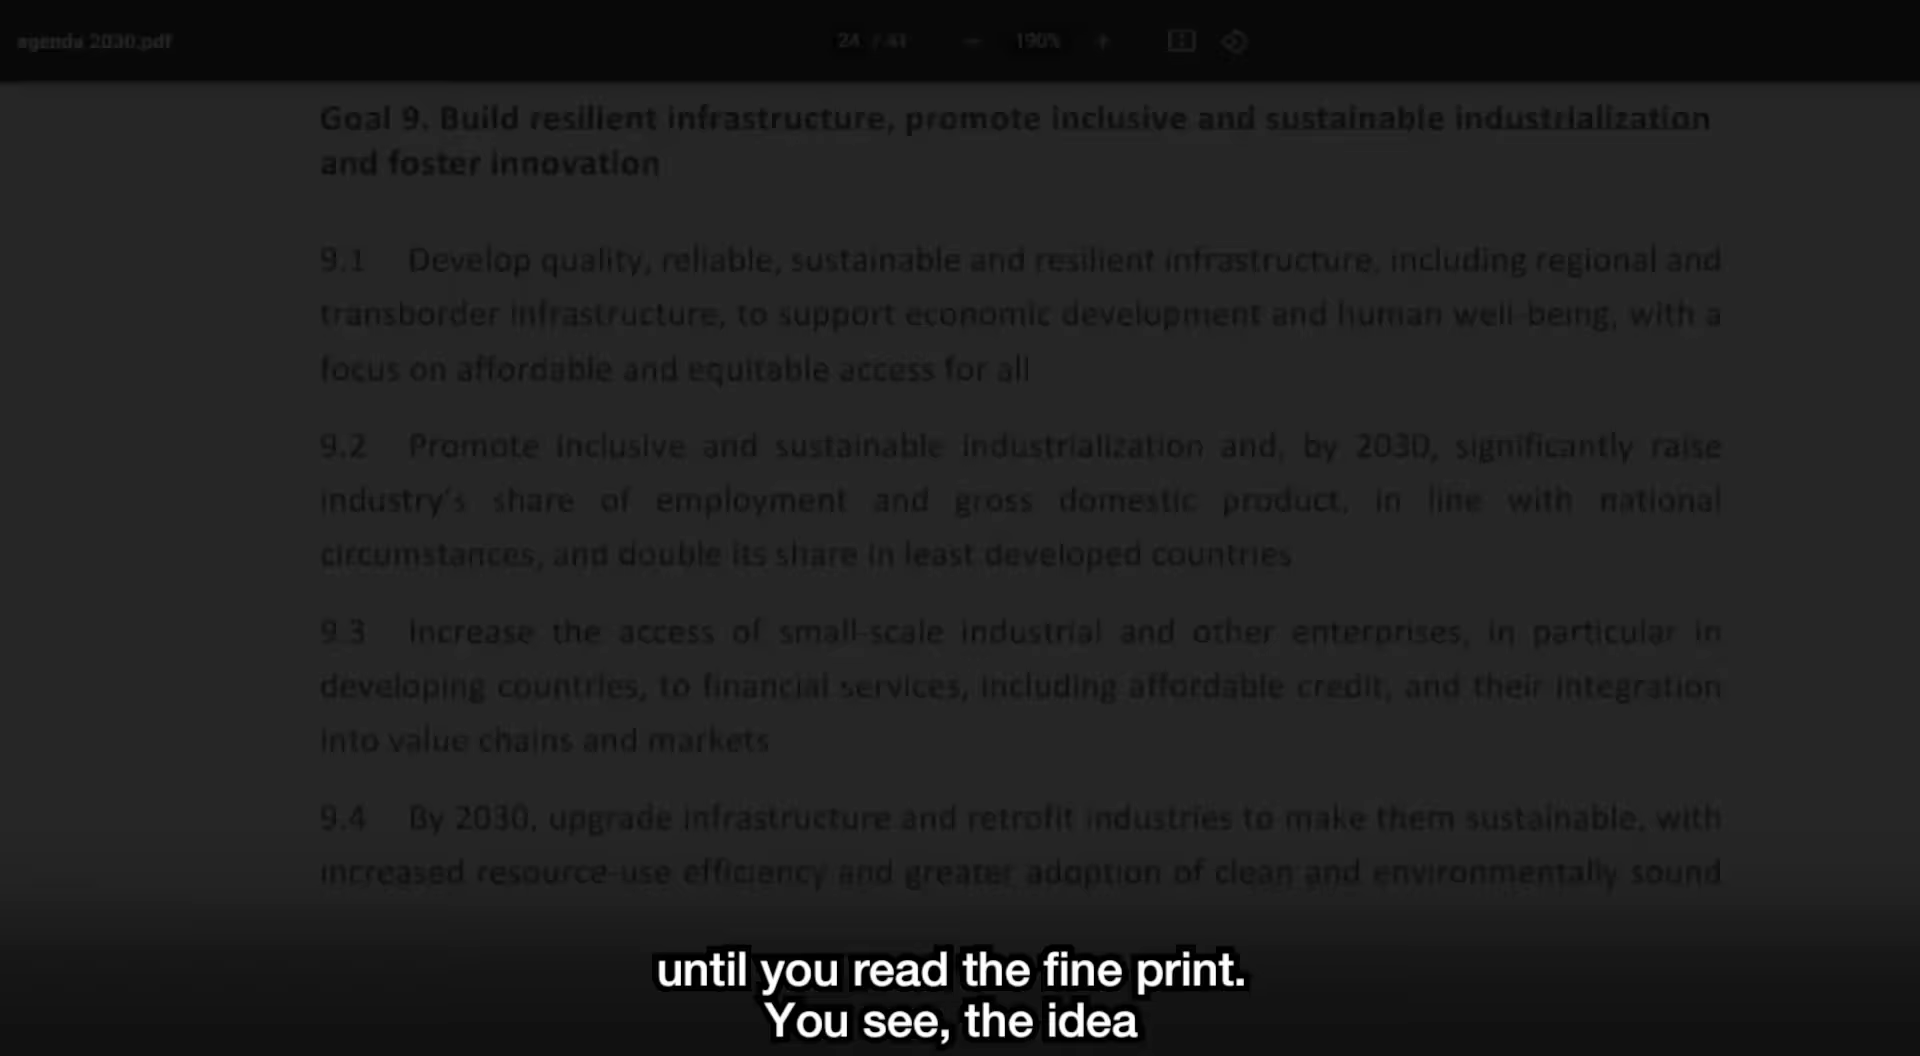 agenda 2030.pdf
24 / 41
190%
Goal 9. Build resilient infrastructure, promote inclusive and sustainable industrialization
and foster innovation
9.1 Develop quality, reliable, sustainable and resilient infrastructure, including regional and
transborder infrastructure, to support economic development and human well-being, with a
focus on affordable and equitable access for all
9.2 Promote inclusive and sustainable industrialization and, by 2030, significantly raise
industry's share of employment and gross domestic product, in line with national
circumstances, and double its share in least developed countries
9.3 Increase the access of small-scale industrial and other enterprises, in particular in
developing countries, to financial services, including affordable credit, and their integration
into value chains and markets
9.4 By 2030, upgrade infrastructure and retrofit industries to make them sustainable, with
increased resource-use efficiency and greater adoption of clean and environmentally sound
until you read the fine print.
You see, the idea